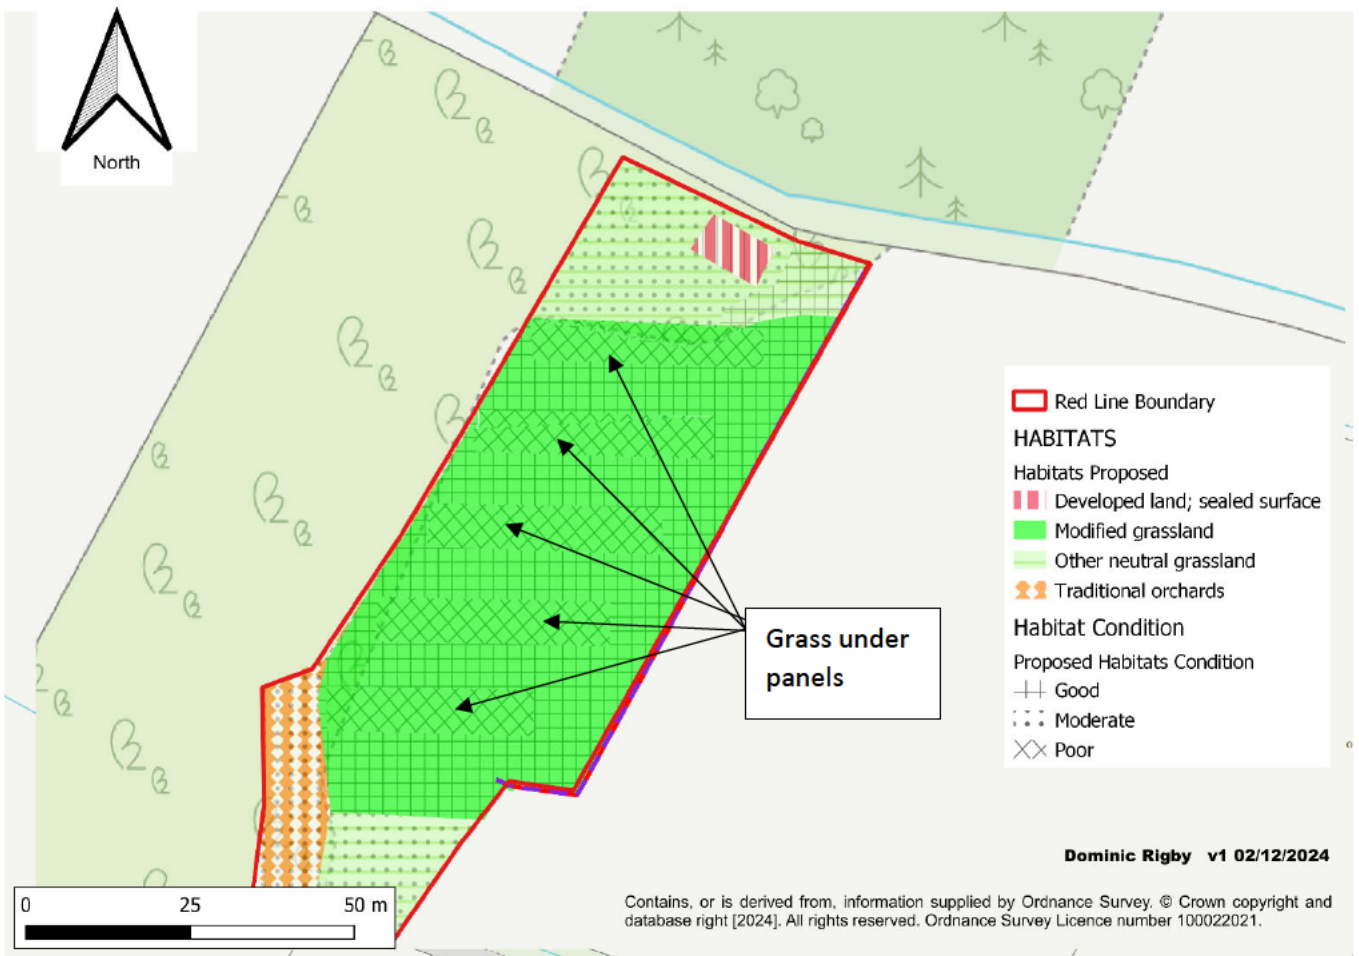 North
Red Line Boundary
HABITATS
Habitats Proposed
Developed land; sealed surface
Modified grassland
Other neutral grassland
Traditional orchards
Habitat Condition
Proposed Habitats Condition
Good
Moderate
Poor
Grass under
panels
Dominic Rigby v1 02/12/2024
Contains, or is derived from, information supplied by Ordnance Survey. © Crown copyright and
database right [2024]. All rights reserved. Ordnance Survey Licence number 100022021.
0 25 50 m